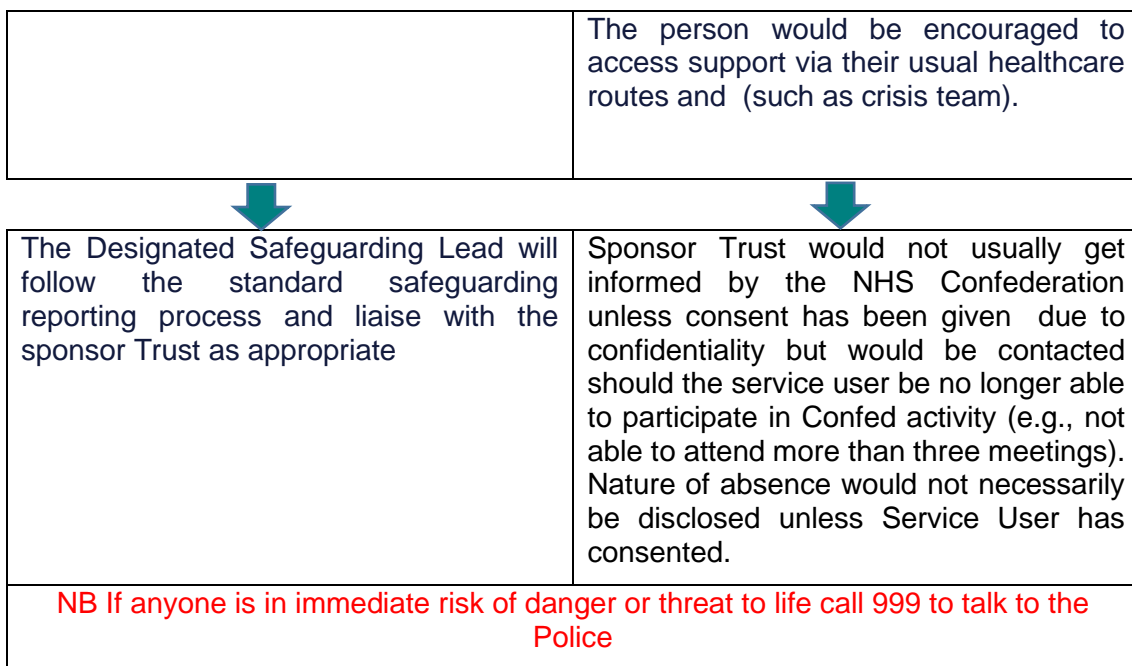 The person would be encouraged to
access support via their usual healthcare
routes and (such as crisis team).
The Designated Safeguarding Lead will
follow the standard safeguarding
reporting process and liaise with the
sponsor Trust as appropriate
Sponsor Trust would not usually get
informed by the NHS Confederation
unless consent has been given due to
confidentiality but would be contacted
should the service user be no longer able
to participate in Confed activity (e.g., not
able to attend more than three meetings).
Nature of absence would not necessarily
be disclosed unless Service User has
consented.
NB If anyone is in immediate risk of danger or threat to life call 999 to talk to the
Police